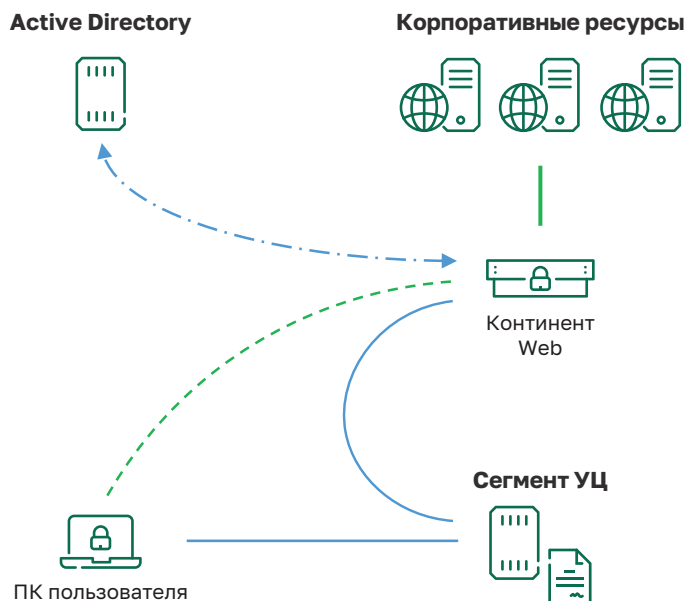 Active Directory
Корпоративные ресурсы
Континент
Web
Сегмент УЦ
ПК пользователя